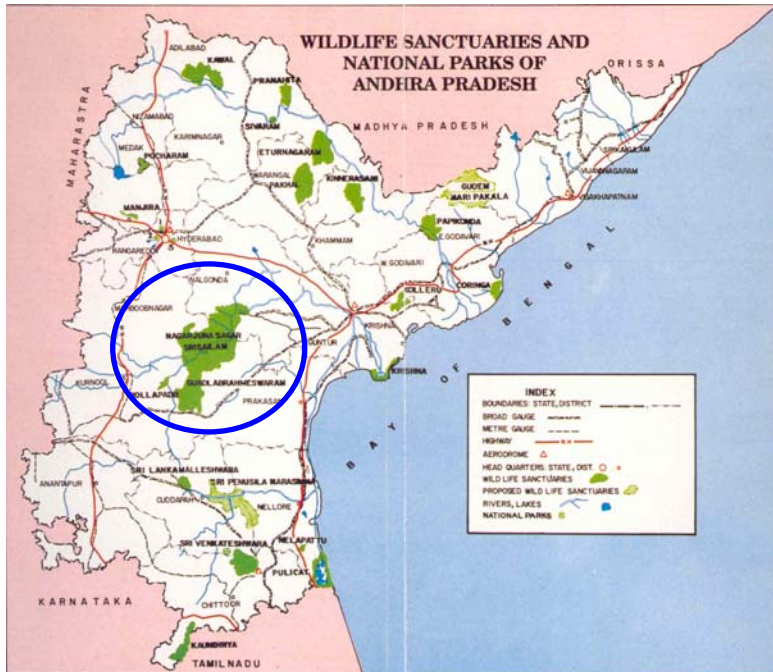 WILDLIFE SANCTUARIES AND
NATIONAL PARKS OF
ANDHRA PRADESH
ORISSA
MADHYA PRADESH
MAHARASTRA
ADILABAD
KAWAL
PRANAHITA
NIZAMABAD
SIVARAM
KARIMNAGAR
MEDAK
POCHARAM
ETURNAGARAM
WARANGAL
PAKHAL
KINNERASANI
SRIKAKULAM
VIJAYANAGARAM
GUDEM
MARI PAKALA
VISAKHAPATNAM
MANJIRA
PAPIKONDA
E.GODAVARI
HYDERABAD
RANGAREDDY
KHAMMAM
W.GODAVARI
NALGONDA
CORINGA
KOLLERU
MAHBOOBNAGAR
KRISHNA
NAGARJUNA SAGAR
SRISAILAM
GUNTUR
KRISHNA
KURNOOL
GUNDLABRAHMESWARAM
ROLLAPADU
PRAKASAM
BAY OF BENGAL
SRI LANKAMALLESHWARA
ANANTAPUR
SRI PENUSILA NARASIMHA
CUDDAPAH
NELLORE
SRI VENKATESHWARA
NELAPATTU
PULICAT
KARNATAKA
CHITTOOR
KAUNDINYA
TAMILNADU
INDEX
BOUNDARIES: STATE, DISTRICT
BROAD GAUGE
METRE GAUGE
HIGHWAY
AERODROME
HEAD QUARTERS: STATE, DIST.
WILD LIFE SANCTUARIES
PROPOSED WILD LIFE SANCTUARIES
RIVERS, LAKES
NATIONAL PARKS